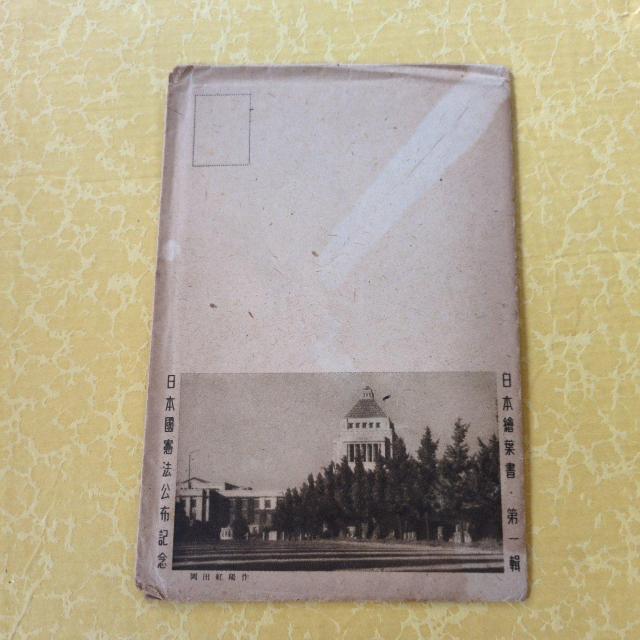 日本繪葉書・第一輯
日本國憲法公布記念
岡田紅陽作